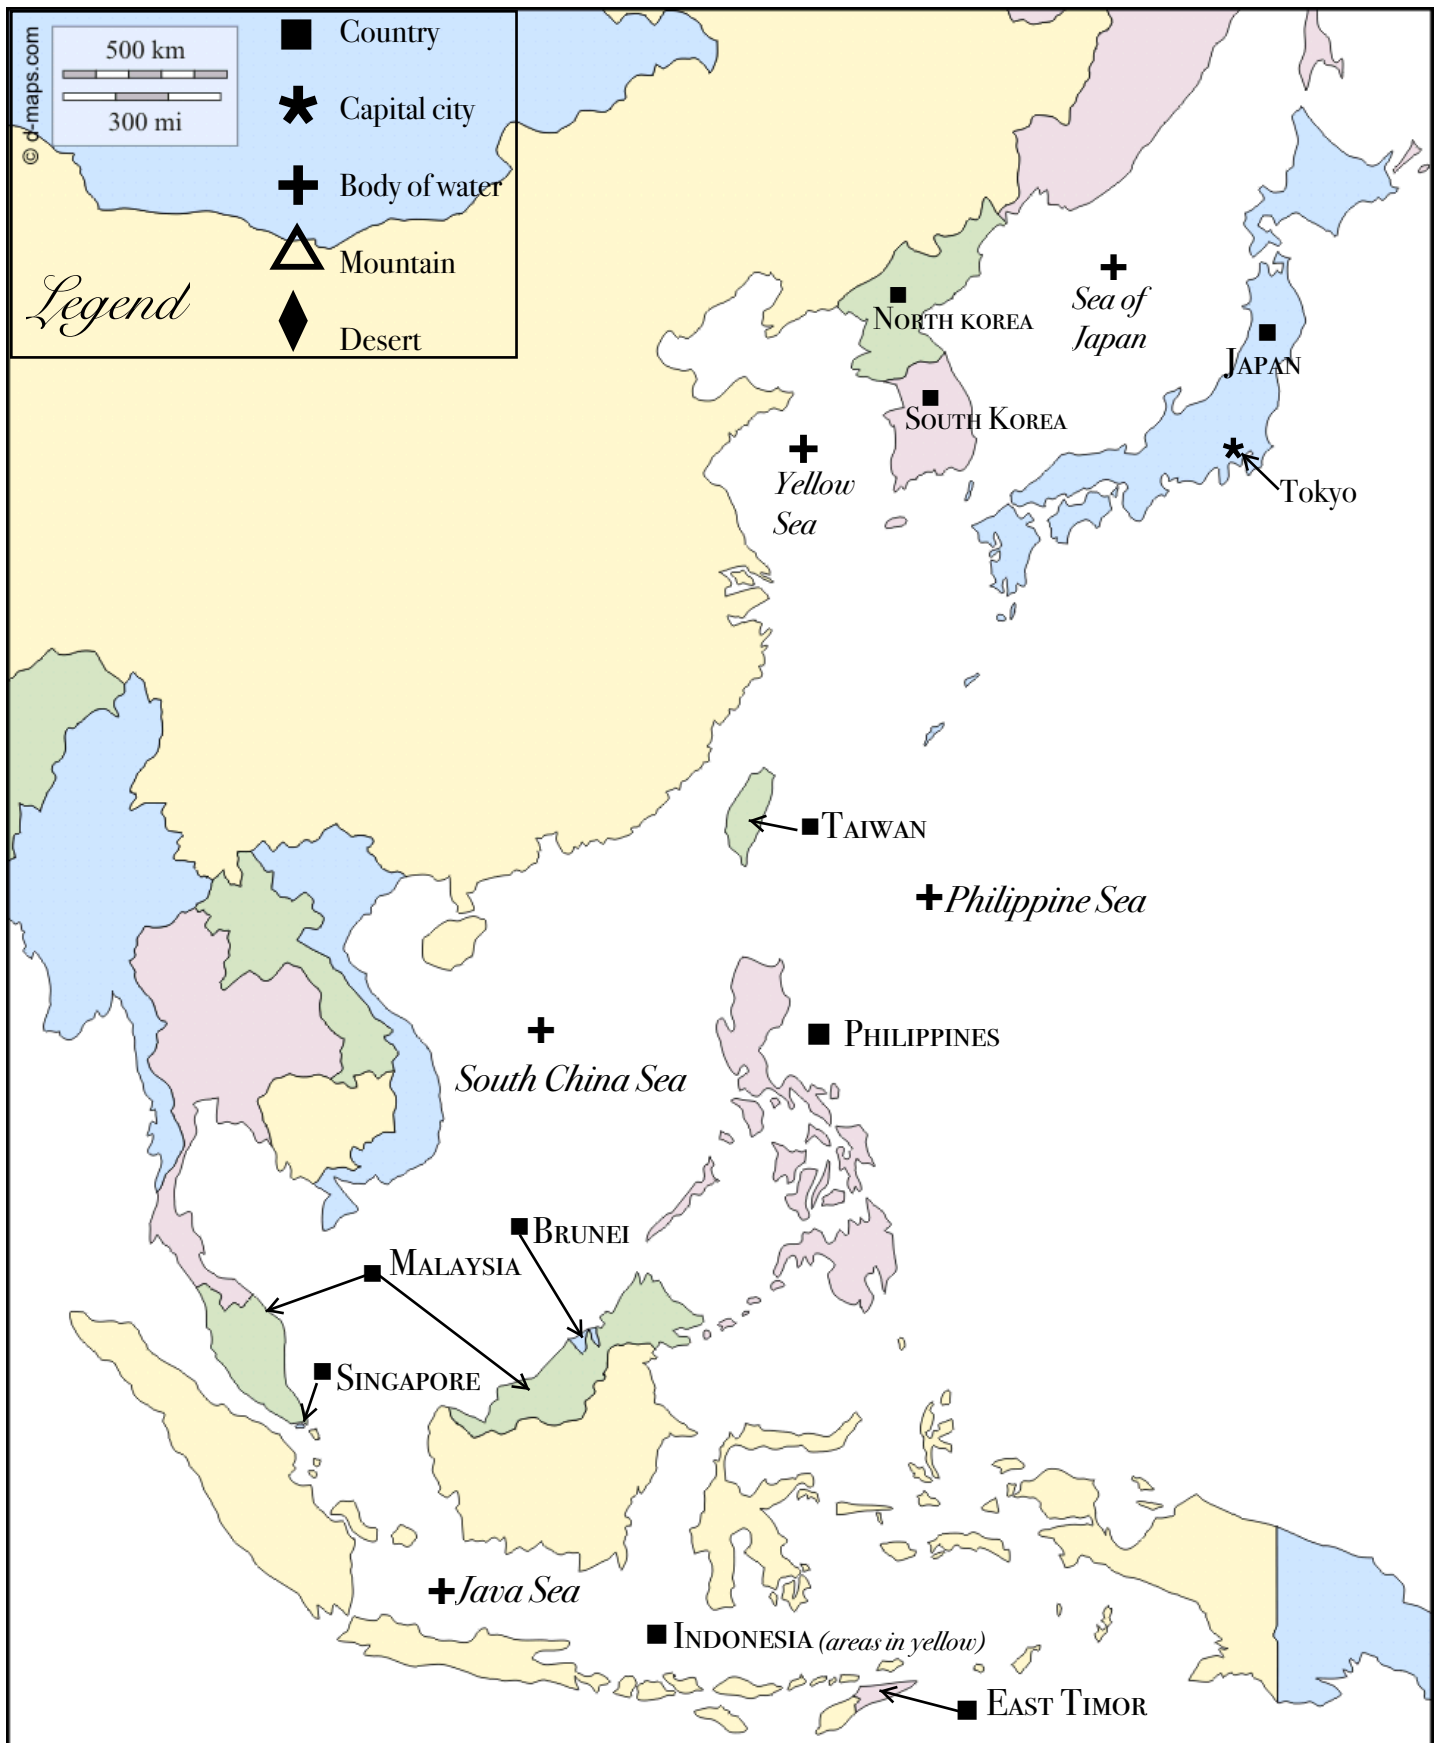 © d-maps.com
500 km
300 mi
Legend
Country
Capital city
Body of water
Mountain
Desert
North Korea
Sea of
Japan
Japan
South Korea
Yellow
Sea
Tokyo
Taiwan
Philippine Sea
Philippines
South China Sea
Brunei
Malaysia
Singapore
Java Sea
Indonesia (areas in yellow)
East Timor